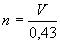 n = V / 0,43